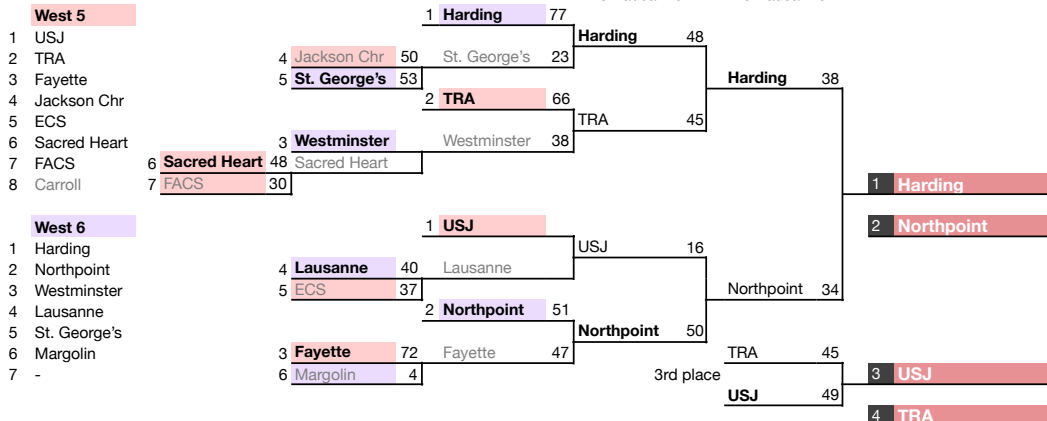 West 5
1 USJ
2 TRA
3 Fayette
4 Jackson Chr
5 ECS
6 Sacred Heart
7 FACS
8 Carroll
6 Sacred Heart 48
7 FACS 30
4 Jackson Chr 50
5 St. George's 53
3 Westminster
Sacred Heart
1 Harding 77
St. George's 23
2 TRA 66
Westminster 38
Harding 48
TRA 45
Harding 38
West 6
1 Harding
2 Northpoint
3 Westminster
4 Lausanne
5 St. George's
6 Margolin
7 -
4 Lausanne 40
5 ECS 37
3 Fayette 72
6 Margolin 4
1 USJ
Lausanne
2 Northpoint 51
Fayette 47
USJ 16
Northpoint 50
Northpoint 34
3rd place
TRA 45
USJ 49
1 Harding
2 Northpoint
3 USJ
4 TRA